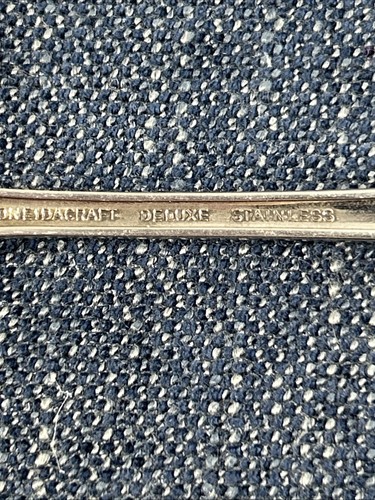 ONEIDACRAFT DELUXE STAINLESS